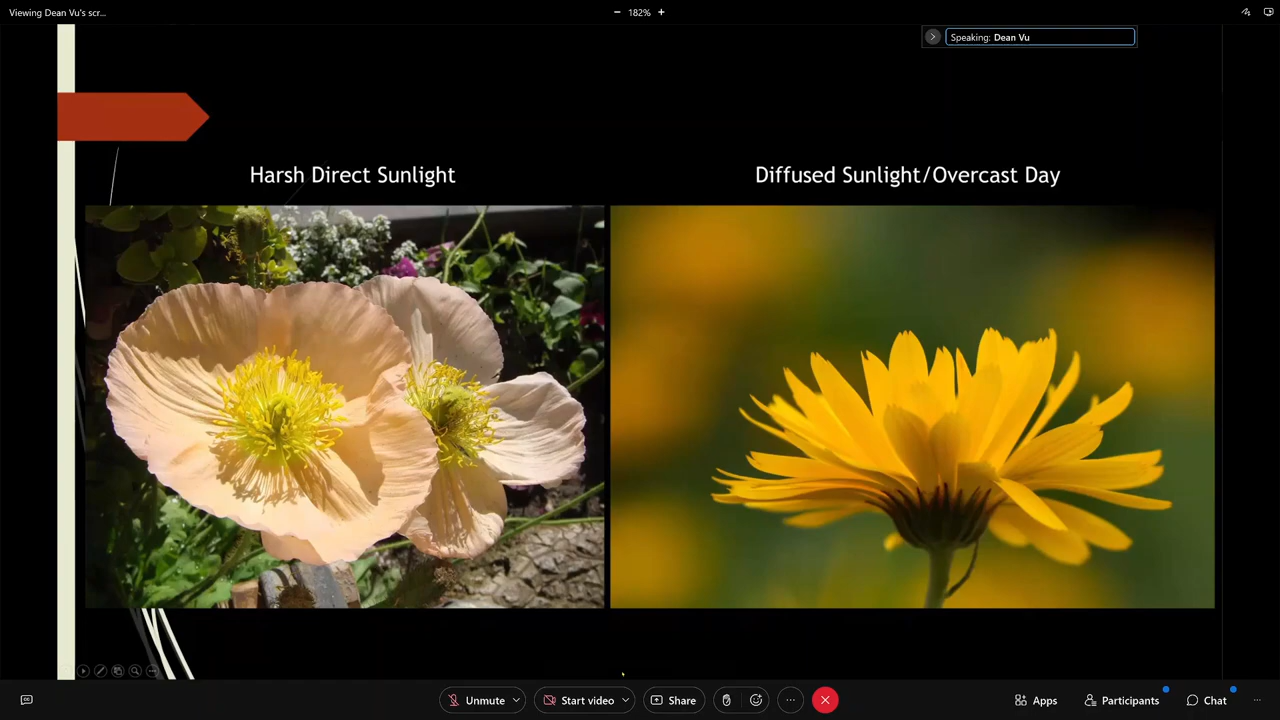 Viewing Dean Vu's scr...
182%
Speaking: Dean Vu
Harsh Direct Sunlight
Diffused Sunlight/Overcast Day
Unmute
Start video
Share
Apps
Participants
Chat